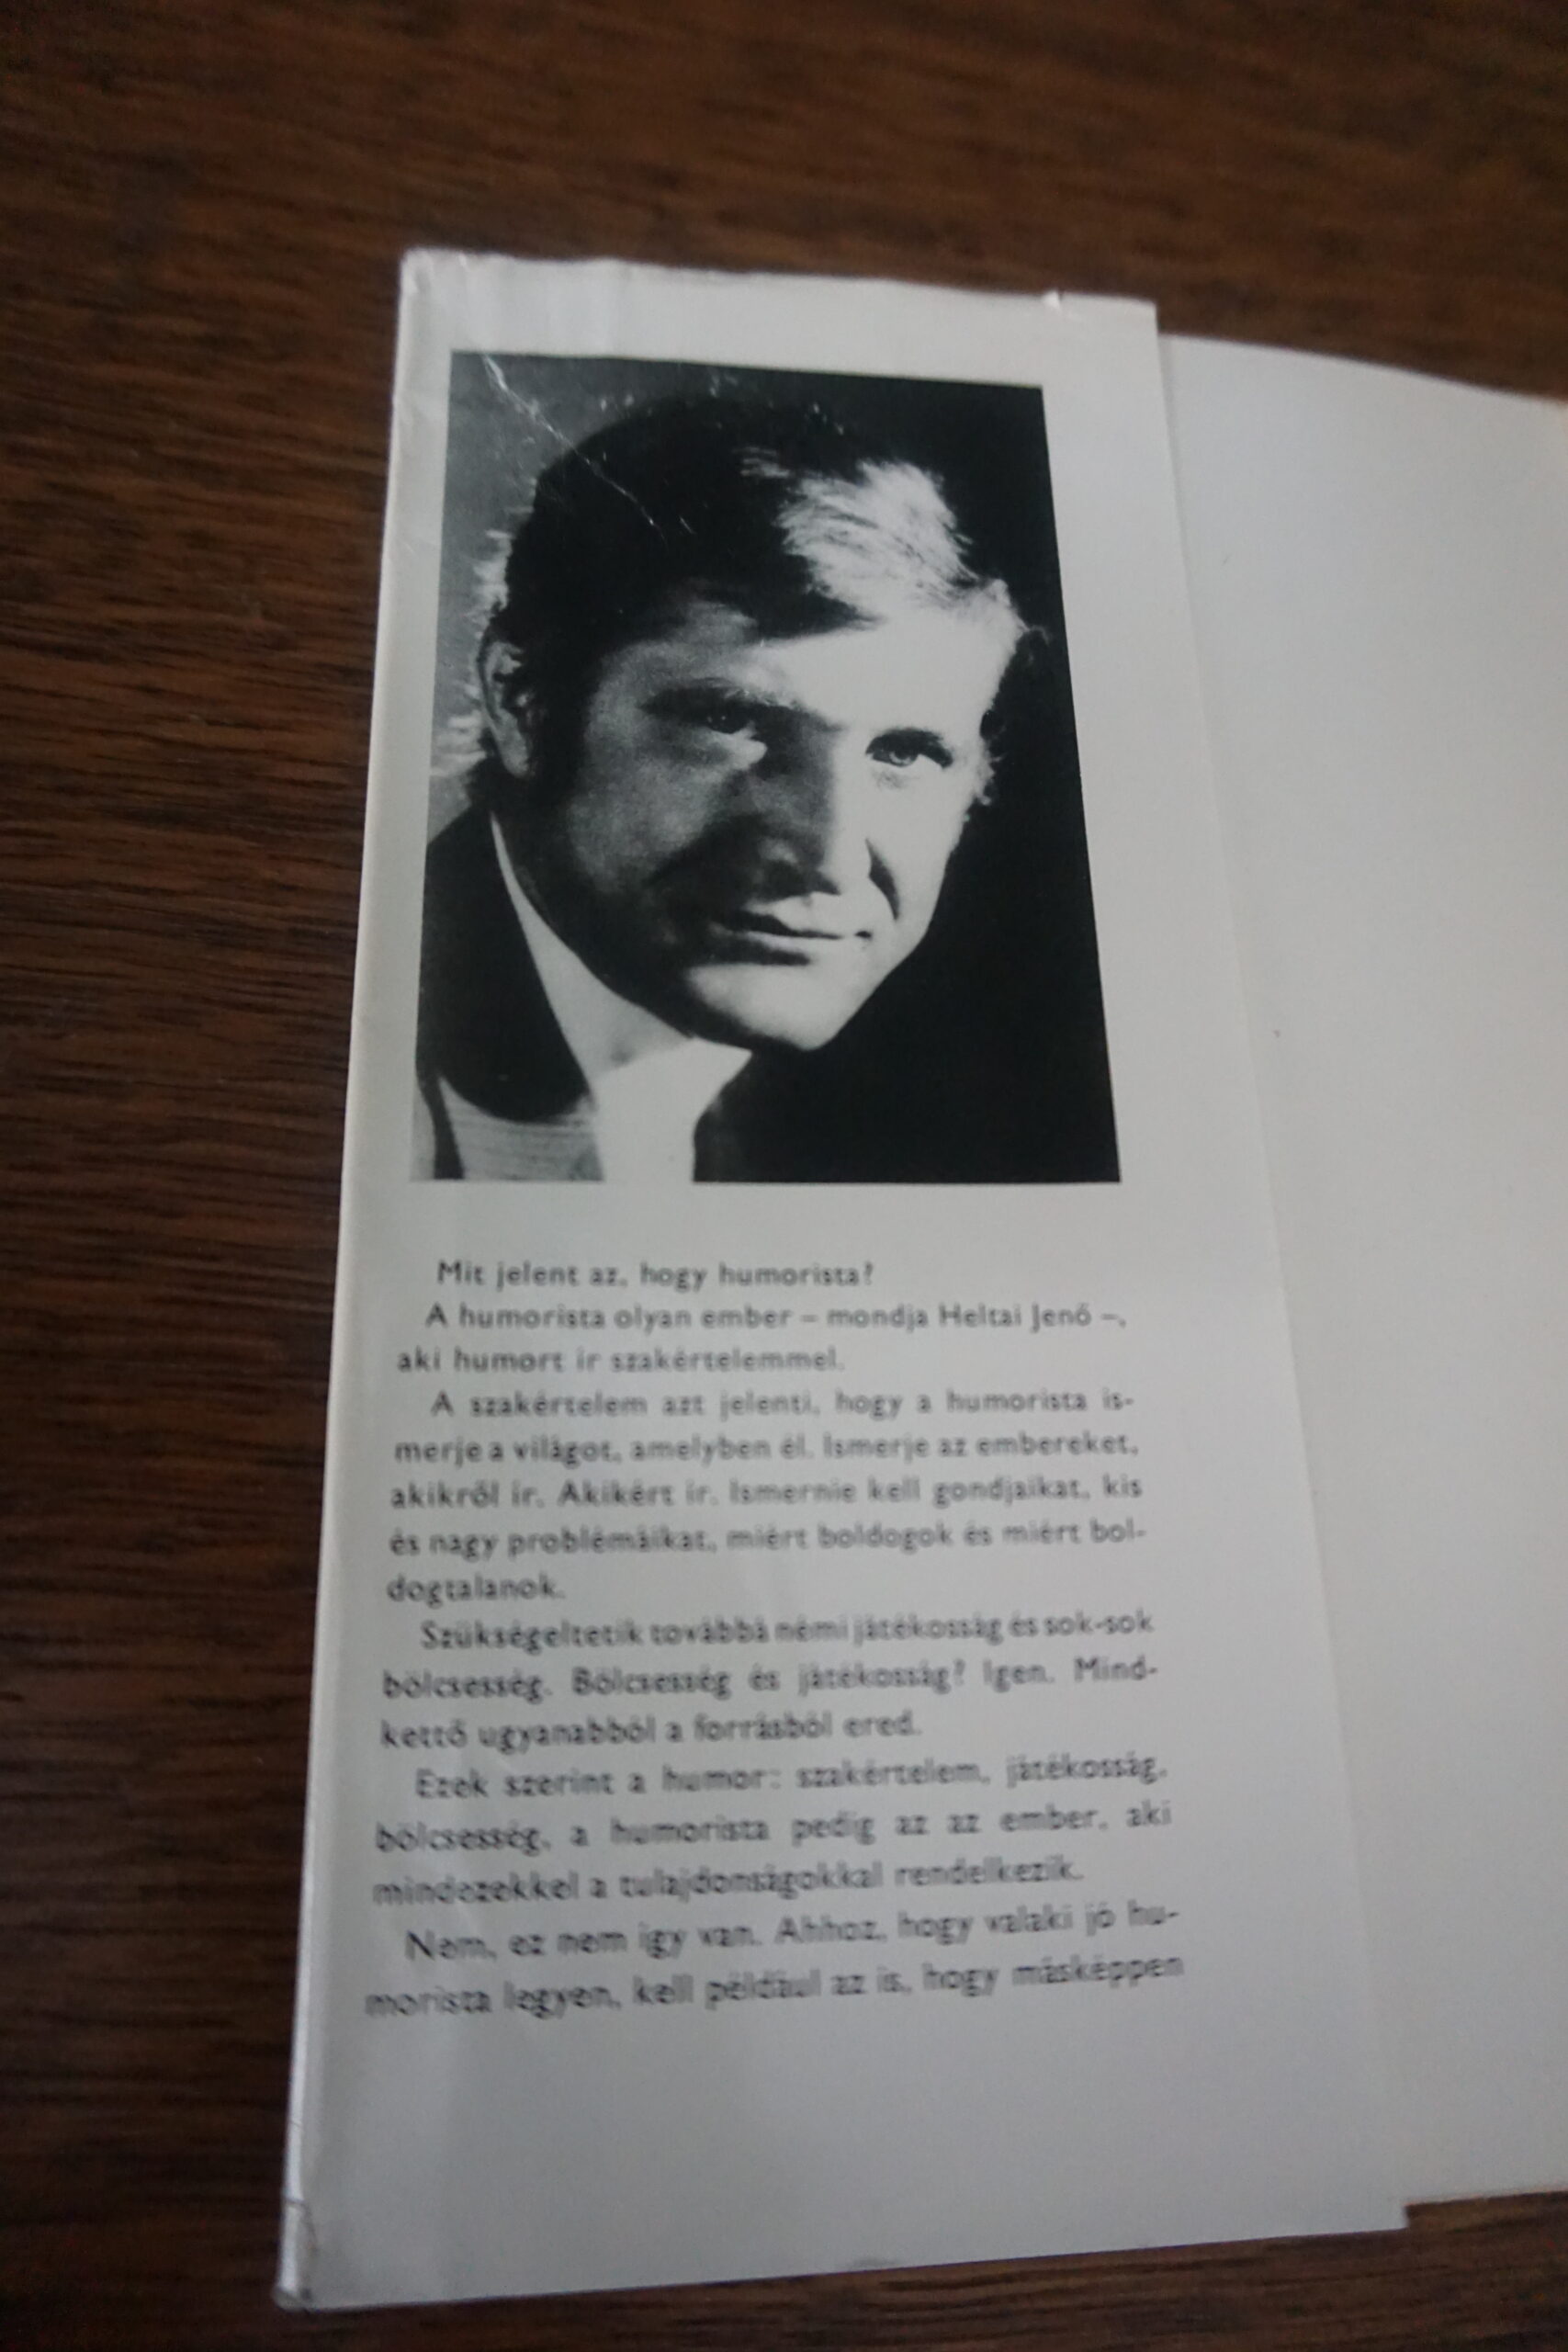 Mit jelent az, hogy humorista?
A humorista olyan ember – mondja Heltai Jenő –,
aki humort ír szakértelemmel.
A szakértelem azt jelenti, hogy a humorista is-
merje a világot, amelyben él. Ismerje az embereket,
akikről ír. Akikért ír. Ismernie kell gondjaikat, kis
és nagy problémáikat, miért boldogok és miért bol-
dogtalanok.
Szükségeltetik továbbá némi játékosság és sok-sok
bölcsesség. Bölcsesség és játékosság? Igen. Mind-
kettő ugyanabból a forrásból ered.
Ezek szerint a humor: szakértelem, játékosság,
bölcsesség, a humorista pedig az az ember, aki
mindezekkel a tulajdonságokkal rendelkezik.
Nem, ez nem így van. Ahhoz, hogy valaki jó hu-
morista legyen, kell például az is, hogy másképpen